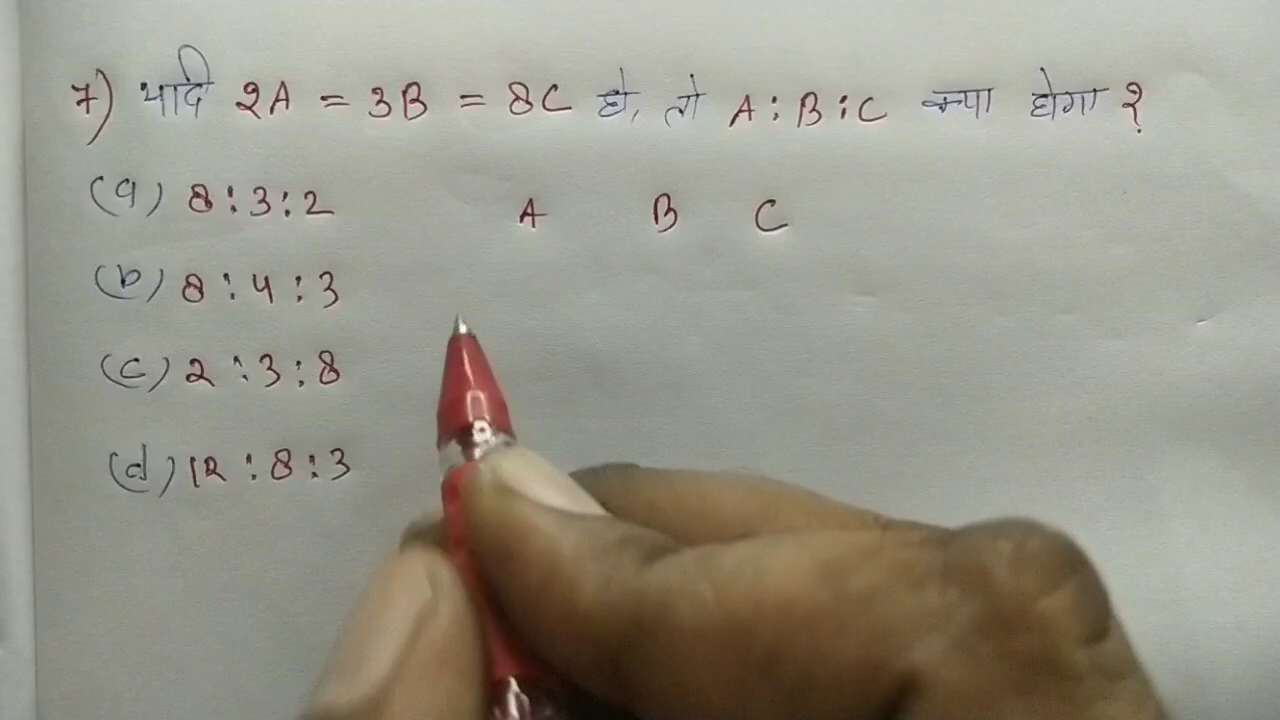 7) यदि 2A = 3B = 8C हो, तो A : B : C क्या होगा ?
(a) 8 : 3 : 2
A B C
(b) 8 : 4 : 3
(c) 2 : 3 : 8
(d) 12 : 8 : 3